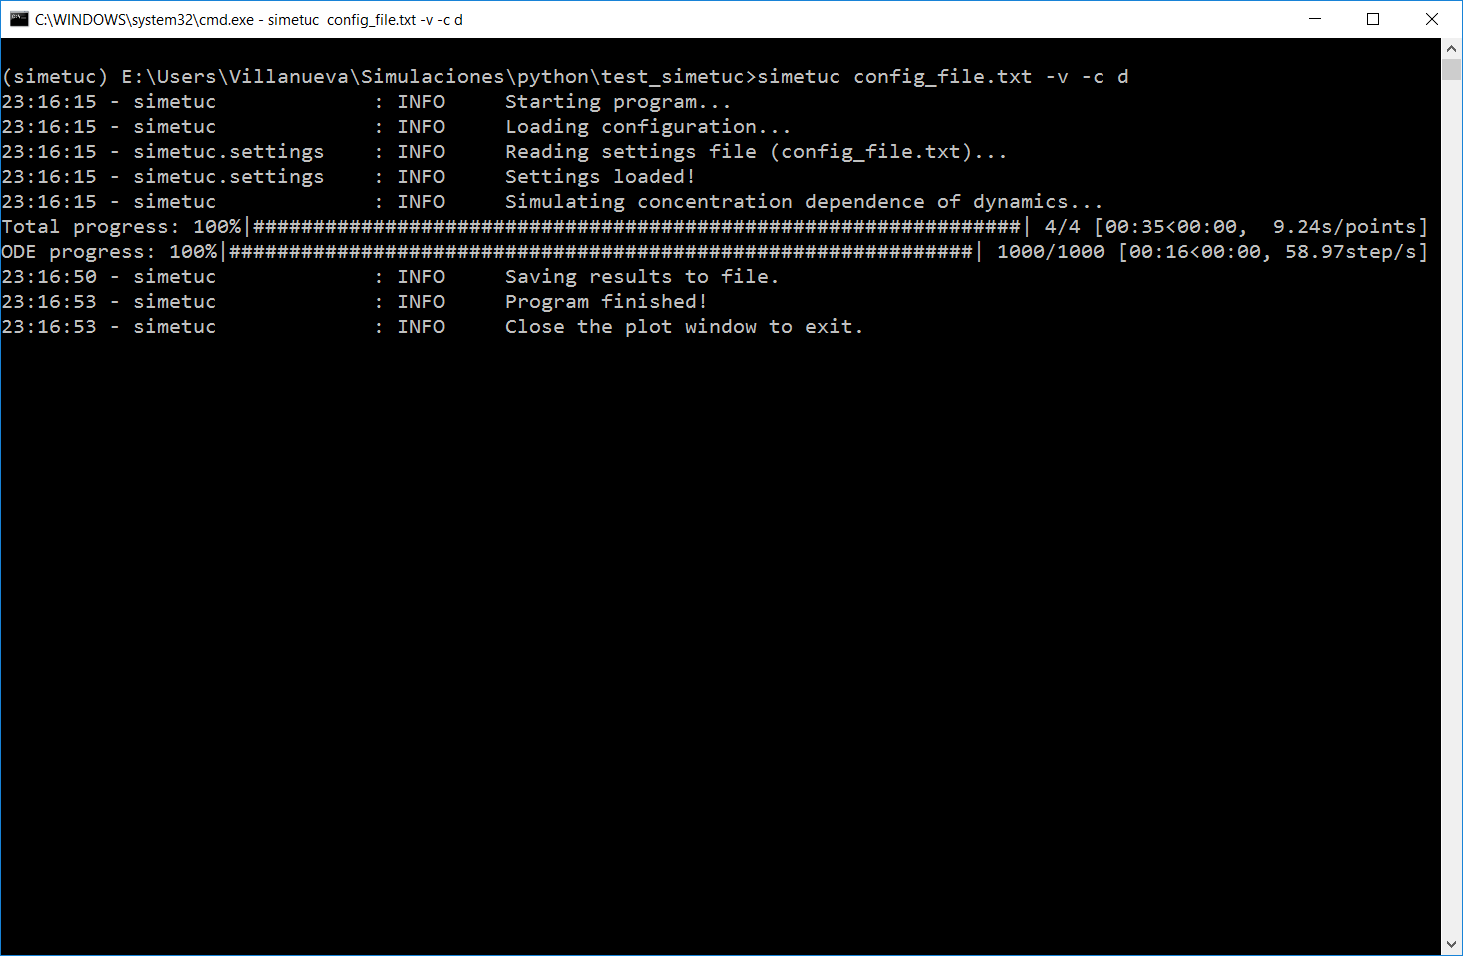 C:\WINDOWS\system32\cmd.exe - simetuc  config_file.txt -v -c d
(simetuc) E:\Users\Villanueva\Simulaciones\python\test_simetuc>simetuc config_file.txt -v -c d
23:16:15 - simetuc             : INFO     Starting program...
23:16:15 - simetuc             : INFO     Loading configuration...
23:16:15 - simetuc.settings    : INFO     Reading settings file (config_file.txt)...
23:16:15 - simetuc.settings    : INFO     Settings loaded!
23:16:15 - simetuc             : INFO     Simulating concentration dependence of dynamics...
Total progress: 100%|################################################################| 4/4 [00:35<00:00,  9.24s/points]
ODE progress: 100%|##############################################################| 1000/1000 [00:16<00:00, 58.97step/s]
23:16:50 - simetuc             : INFO     Saving results to file.
23:16:53 - simetuc             : INFO     Program finished!
23:16:53 - simetuc             : INFO     Close the plot window to exit.